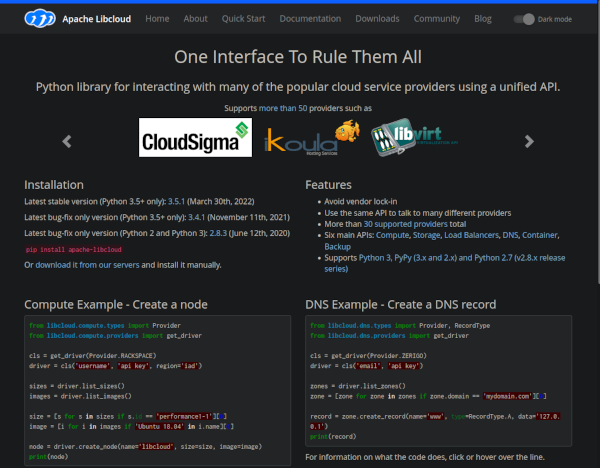 Apache Libcloud Home About Quick Start Documentation Downloads Community Blog Dark mode
One Interface To Rule Them All
Python library for interacting with many of the popular cloud service providers using a unified API.
Supports more than 50 providers such as
CloudSigma
ikoula
Hosting Services
libvirt
Installation
Latest stable version (Python 3.5+ only): 3.5.1 (March 30th, 2022)
Latest bug-fix only version (Python 3.5+ only): 3.4.1 (November 11th, 2021)
Latest bug-fix only version (Python 2 and Python 3): 2.8.3 (June 12th, 2020)
pip install apache-libcloud
Or download it from our servers and install it manually.
Features
Avoid vendor lock-in
Use the same API to talk to many different providers
More than 30 supported providers total
Six main APIs: Compute, Storage, Load Balancers, DNS, Container,
Backup
Supports Python 3, PyPy (3.x and 2.x) and Python 2.7 (v2.8.x release
series)
Compute Example - Create a node
from libcloud.compute.types import Provider
from libcloud.compute.providers import get_driver
cls = get_driver(Provider.RACKSPACE)
driver = cls('username', 'api key', region='iad')
sizes = driver.list_sizes()
images = driver.list_images()
size = [s for s in sizes if s.id == 'performance1-1'][0]
image = [i for i in images if 'Ubuntu 18.04' in i.name][0]
node = driver.create_node(name='libcloud', size=size, image=image)
print(node)
DNS Example - Create a DNS record
from libcloud.dns.types import Provider, RecordType
from libcloud.dns.providers import get_driver
cls = get_driver(Provider.ZERIGO)
driver = cls('email', 'api key')
zones = driver.list_zones()
zone = [zone for zone in zones if zone.domain == 'mydomain.com'][0]
record = zone.create_record(name='www', type=RecordType.A, data='127.0.
0.1')
print(record)
For information on what the code does, click or hover over the line.